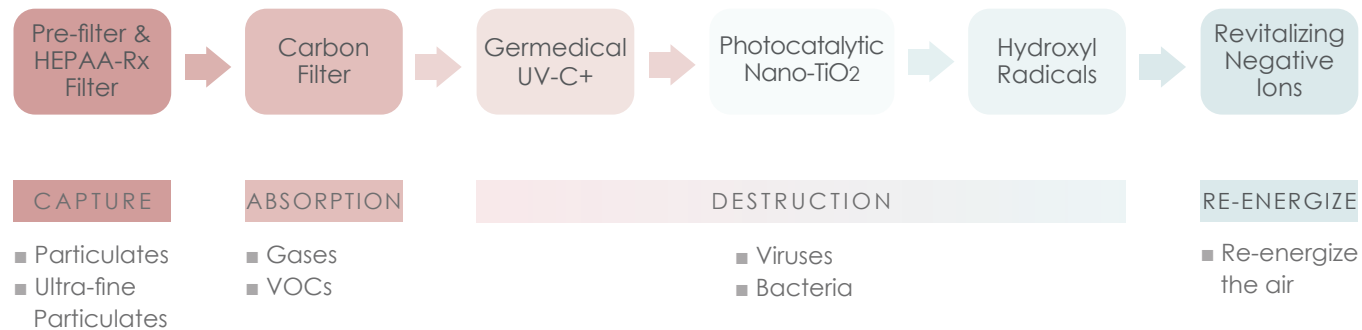 Pre-filter &
HEPAA-Rx
Filter
Carbon
Filter
Germedical
UV-C+
Photocatalytic
Nano-TiO2
Hydroxyl
Radicals
Revitalizing
Negative
Ions
CAPTURE
ABSORPTION
DESTRUCTION
RE-ENERGIZE
■ Particulates
■ Ultra-fine
Particulates
■ Gases
■ VOCs
■ Viruses
■ Bacteria
■ Re-energize
the air